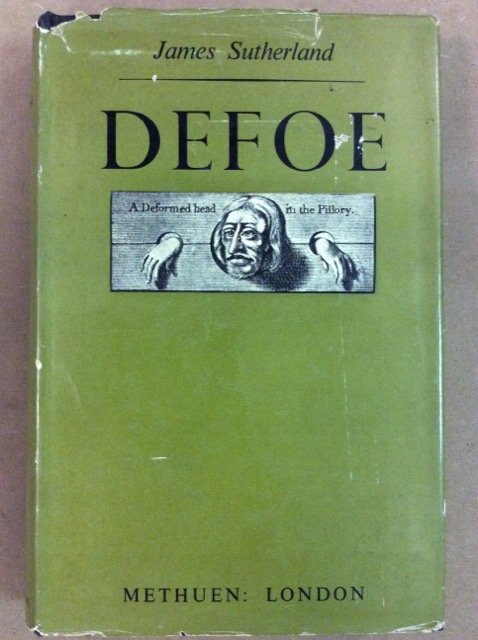 James Sutherland
DEFOE
A Deformed head in the Pillory.
METHUEN: LONDON